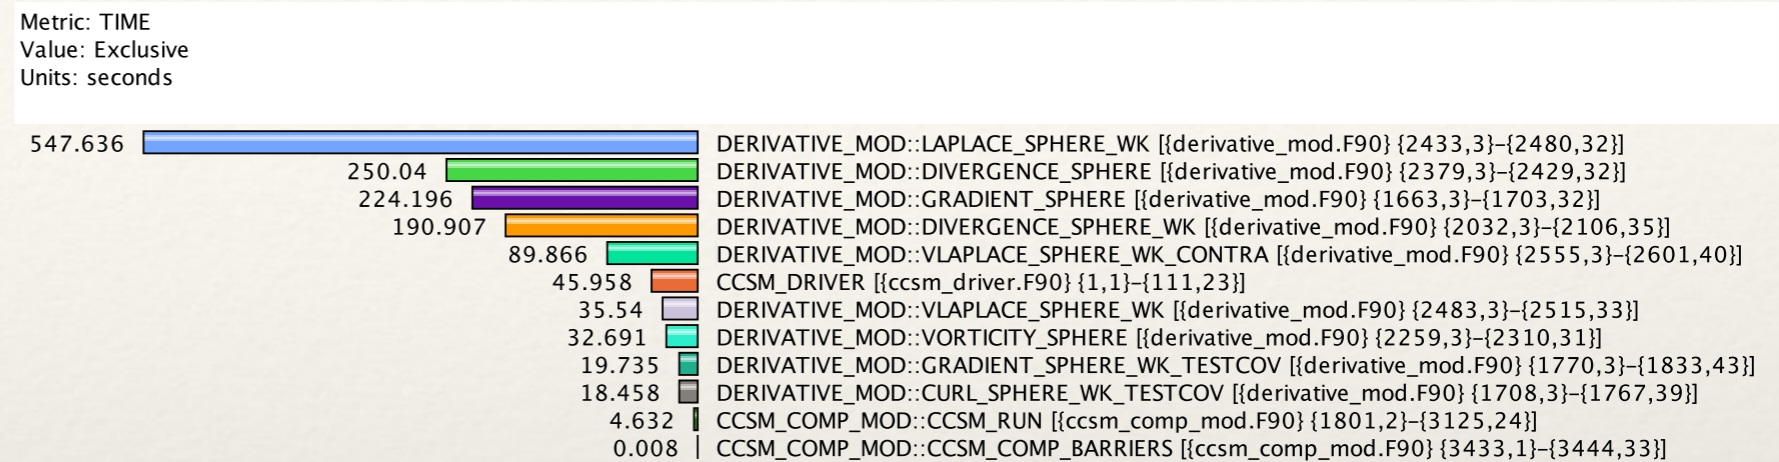 Metric: TIME
Value: Exclusive
Units: seconds
547.636 DERIVATIVE_MOD::LAPLACE_SPHERE_WK [{derivative_mod.F90} {2433,3}-{2480,32}]
250.04 DERIVATIVE_MOD::DIVERGENCE_SPHERE [{derivative_mod.F90} {2379,3}-{2429,32}]
224.196 DERIVATIVE_MOD::GRADIENT_SPHERE [{derivative_mod.F90} {1663,3}-{1703,32}]
190.907 DERIVATIVE_MOD::DIVERGENCE_SPHERE_WK [{derivative_mod.F90} {2032,3}-{2106,35}]
89.866 DERIVATIVE_MOD::VLAPLACE_SPHERE_WK_CONTRA [{derivative_mod.F90} {2555,3}-{2601,40}]
45.958 CCSM_DRIVER [{ccsm_driver.F90} {1,1}-{111,23}]
35.54 DERIVATIVE_MOD::VLAPLACE_SPHERE_WK [{derivative_mod.F90} {2483,3}-{2515,33}]
32.691 DERIVATIVE_MOD::VORTICITY_SPHERE [{derivative_mod.F90} {2259,3}-{2310,31}]
19.735 DERIVATIVE_MOD::GRADIENT_SPHERE_WK_TESTCOV [{derivative_mod.F90} {1770,3}-{1833,43}]
18.458 DERIVATIVE_MOD::CURL_SPHERE_WK_TESTCOV [{derivative_mod.F90} {1708,3}-{1767,39}]
4.632 CCSM_COMP_MOD::CCSM_RUN [{ccsm_comp_mod.F90} {1801,2}-{3125,24}]
0.008 CCSM_COMP_MOD::CCSM_COMP_BARRIERS [{ccsm_comp_mod.F90} {3433,1}-{3444,33}]